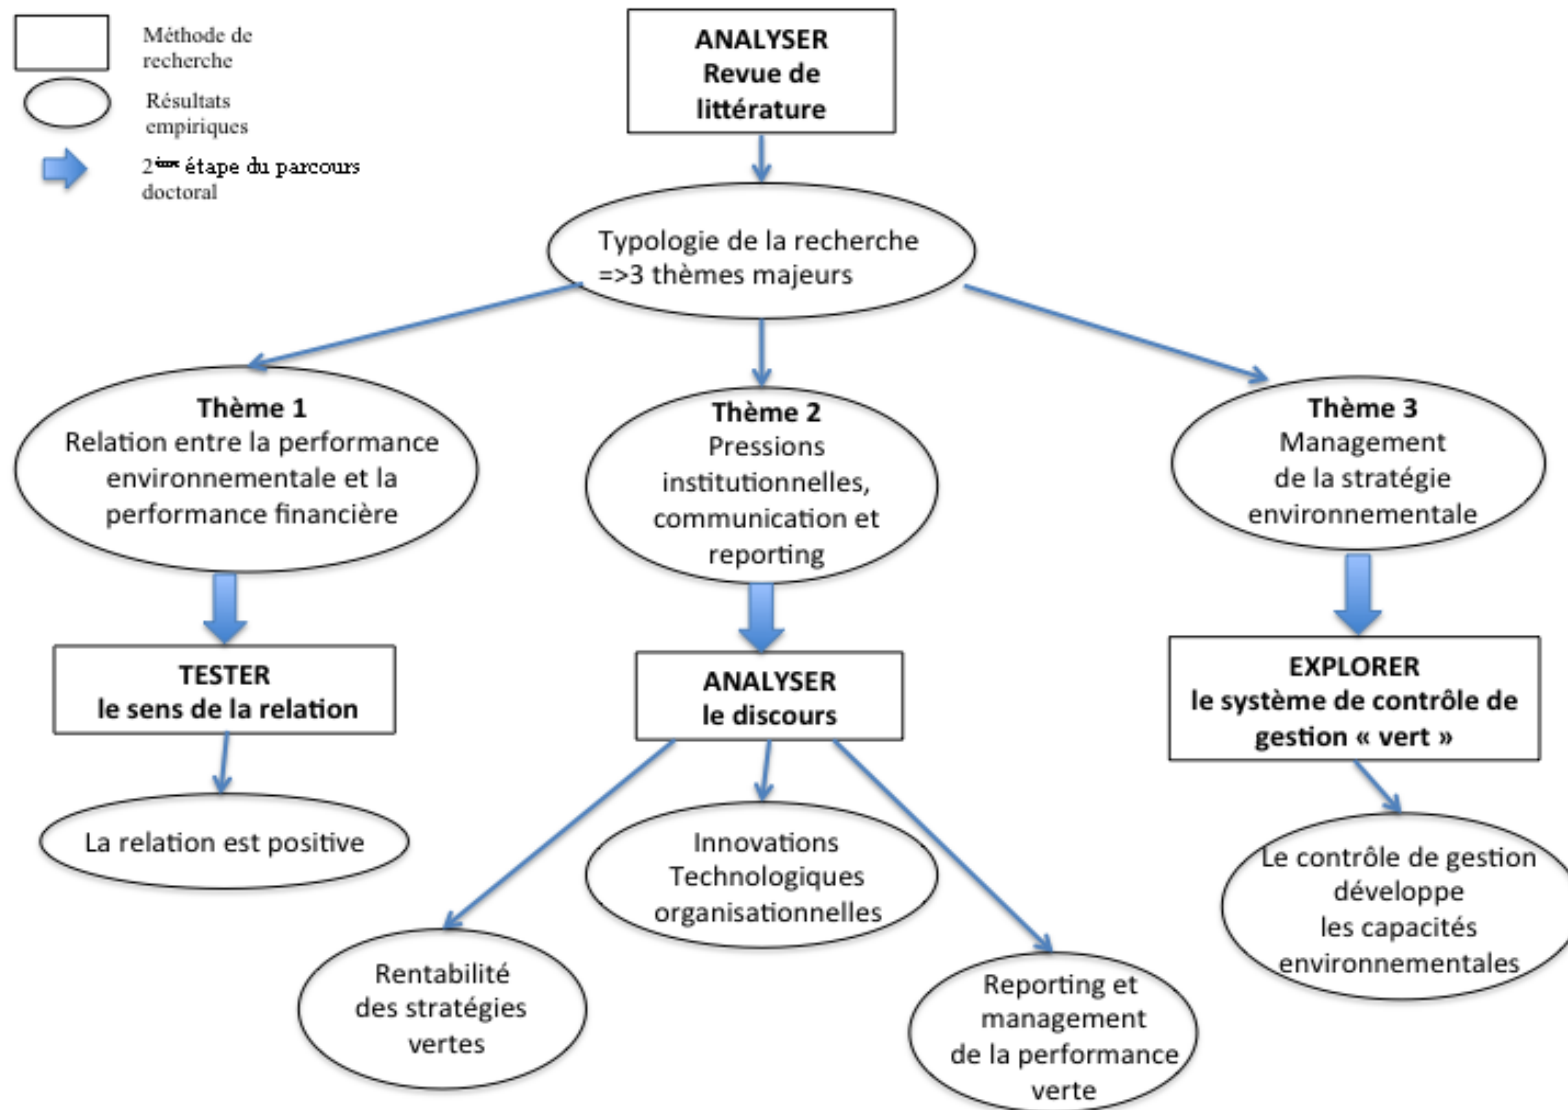 Méthode de
recherche
Résultats
empiriques
2ème étape du parcours
doctoral
ANALYSER
Revue de
littérature
Typologie de la recherche
=>3 thèmes majeurs
Thème 1
Relation entre la performance
environnementale et la
performance financière
Thème 2
Pressions
institutionnelles,
communication et
reporting
Thème 3
Management
de la stratégie
environnementale
TESTER
le sens de la relation
ANALYSER
le discours
EXPLORER
le système de contrôle de
gestion « vert »
La relation est positive
Innovations
Technologiques
organisationnelles
Le contrôle de gestion
développe
les capacités
environnementales
Rentabilité
des stratégies
vertes
Reporting et
management
de la performance
verte